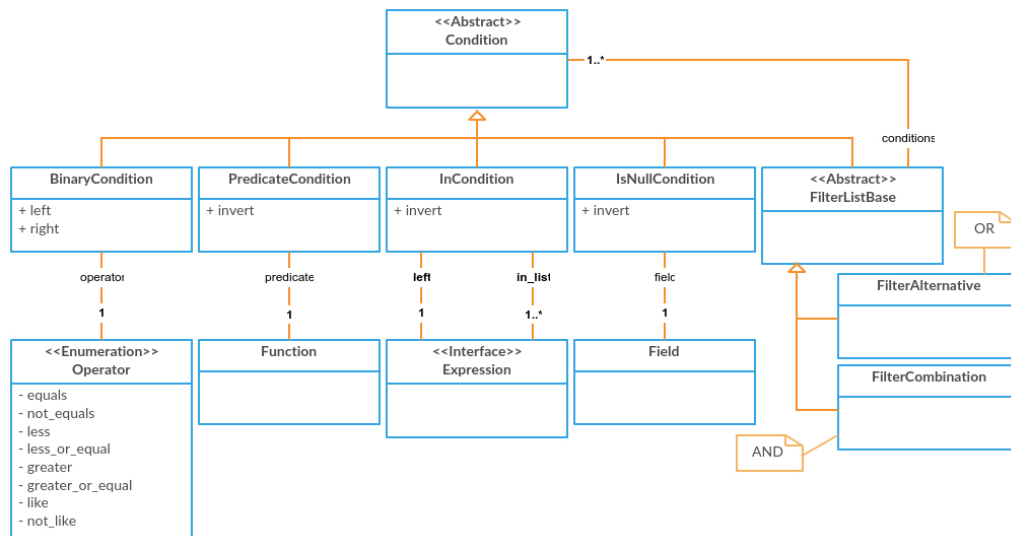 <<Abstract>>
Condition
1..*
conditions
BinaryCondition
+ left
+ right
PredicateCondition
+ invert
InCondition
+ invert
IsNullCondition
+ invert
<<Abstract>>
FilterListBase
OR
operator
1
predicate
1
left
1
in_list
1..*
field
1
FilterAlternative
<<Enumeration>>
Operator
- equals
- not_equals
- less
- less_or_equal
- greater
- greater_or_equal
- like
- not_like
Function
<<Interface>>
Expression
Field
FilterCombination
AND